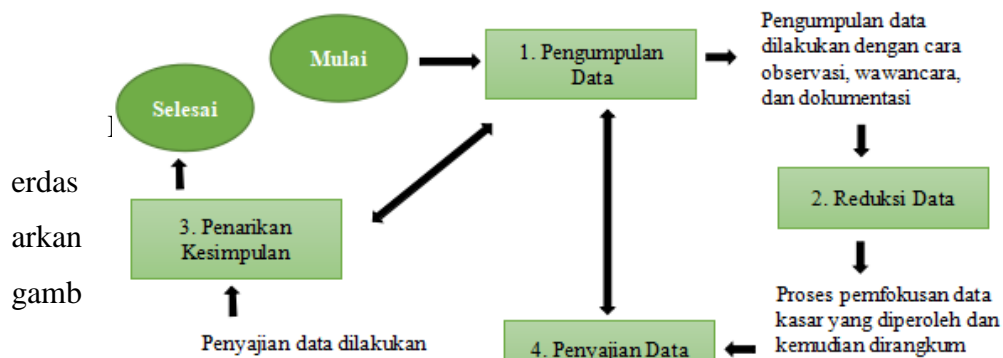 Mulai
1. Pengumpulan
Data
Pengumpulan data
dilakukan dengan cara
observasi, wawancara,
dan dokumentasi
Selesai
erdas
arkan
gamb
2. Reduksi Data
3. Penarikan
Kesimpulan
Proses pemfokusan data
kasar yang diperoleh dan
kemudian dirangkum
4. Penyajian Data
Penyajian data dilakukan